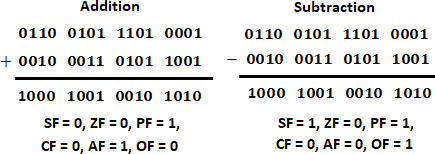 Addition
0110 0101 1101 0001
+ 0010 0011 0101 1001
1000 1001 0010 1010
SF = 0, ZF = 0, PF = 1,
CF = 0, AF = 1, OF = 0
Subtraction
0110 0101 1101 0001
− 0010 0011 0101 1001
1000 1001 0010 1010
SF = 1, ZF = 0, PF = 1,
CF = 0, AF = 0, OF = 1